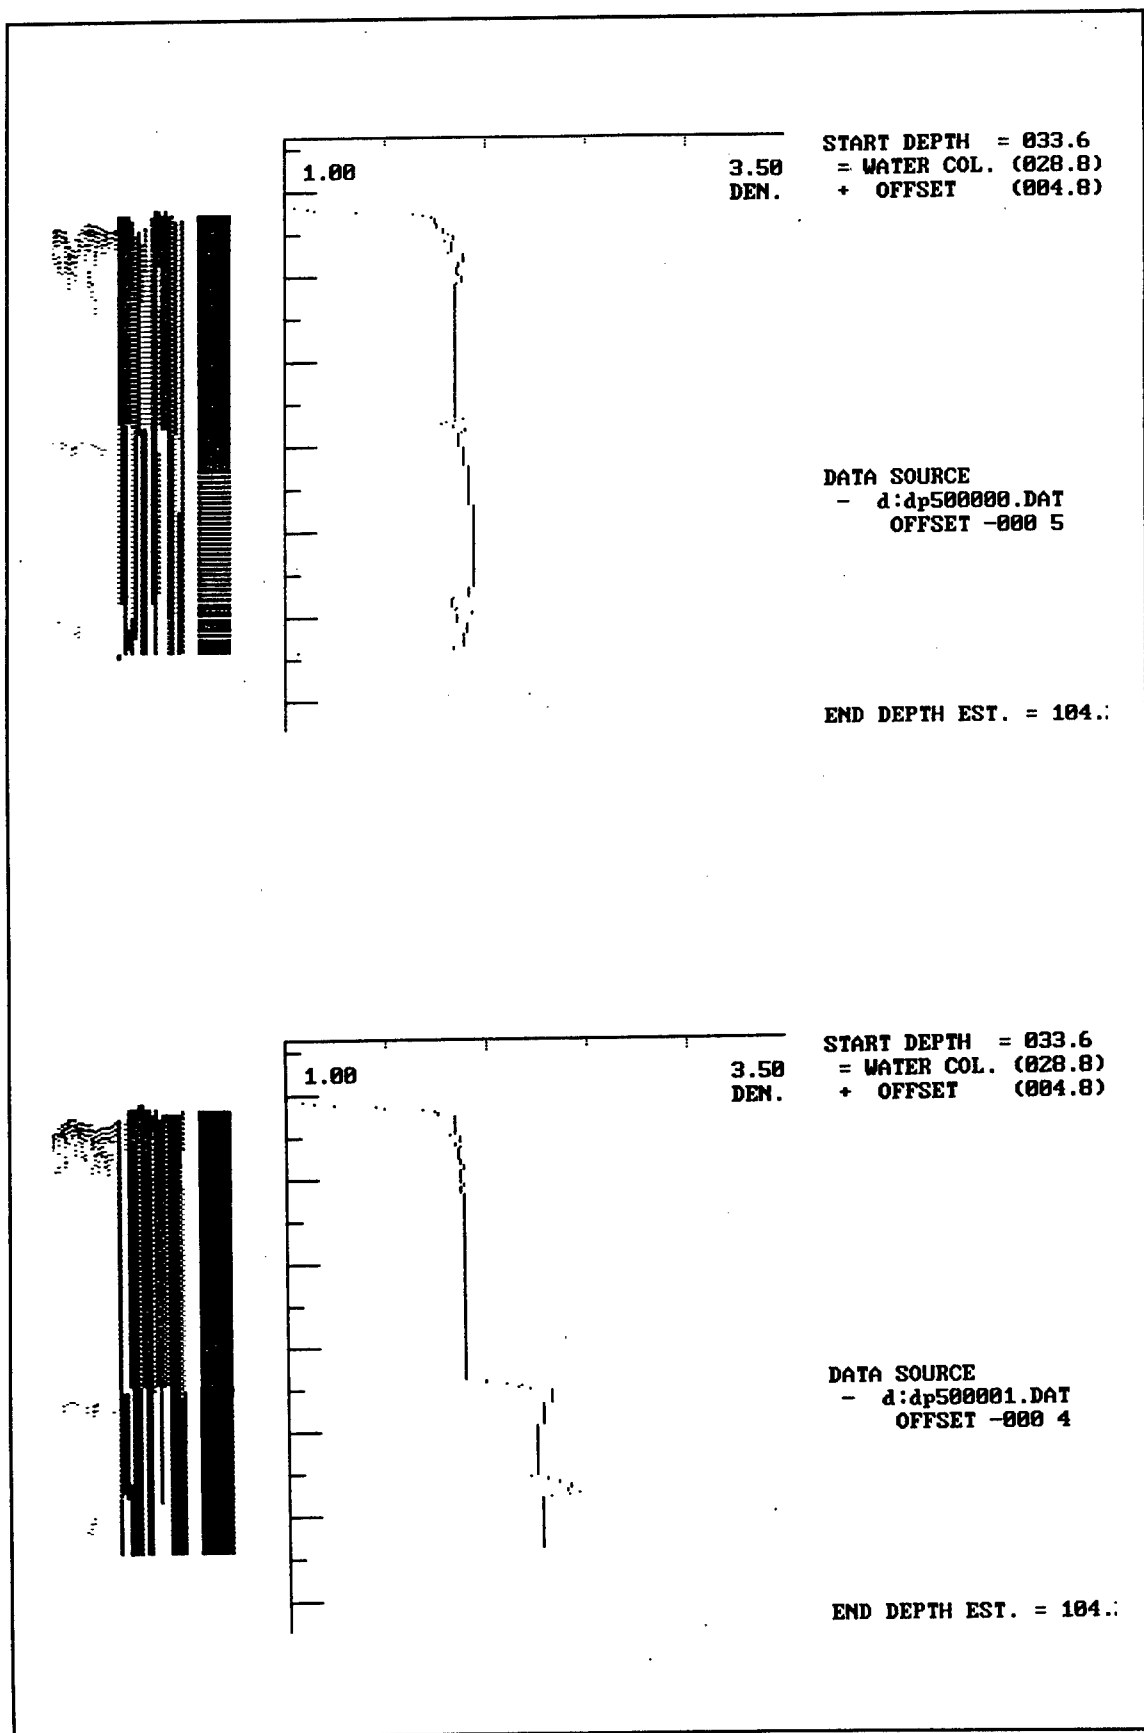 1.00
3.50
DEN.
START DEPTH = 033.6
= WATER COL. (028.8)
+ OFFSET (004.8)
DATA SOURCE
- d:dp500000.DAT
OFFSET -000 5
END DEPTH EST. = 104.
1.00
3.50
DEN.
START DEPTH = 033.6
= WATER COL. (028.8)
+ OFFSET (004.8)
DATA SOURCE
- d:dp500001.DAT
OFFSET -000 4
END DEPTH EST. = 104.